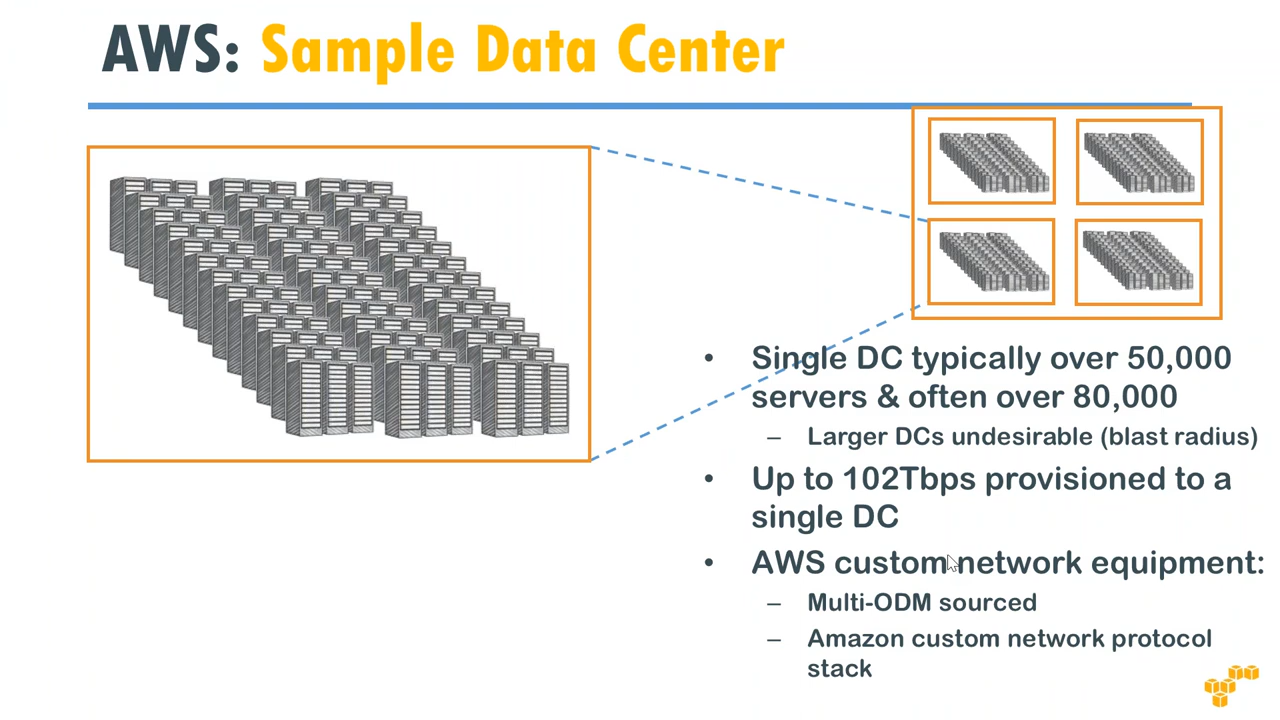 AWS: Sample Data Center
• Single DC typically over 50,000
servers & often over 80,000
– Larger DCs undesirable (blast radius)
• Up to 102Tbps provisioned to a
single DC
• AWS custom network equipment:
– Multi-ODM sourced
– Amazon custom network protocol
stack